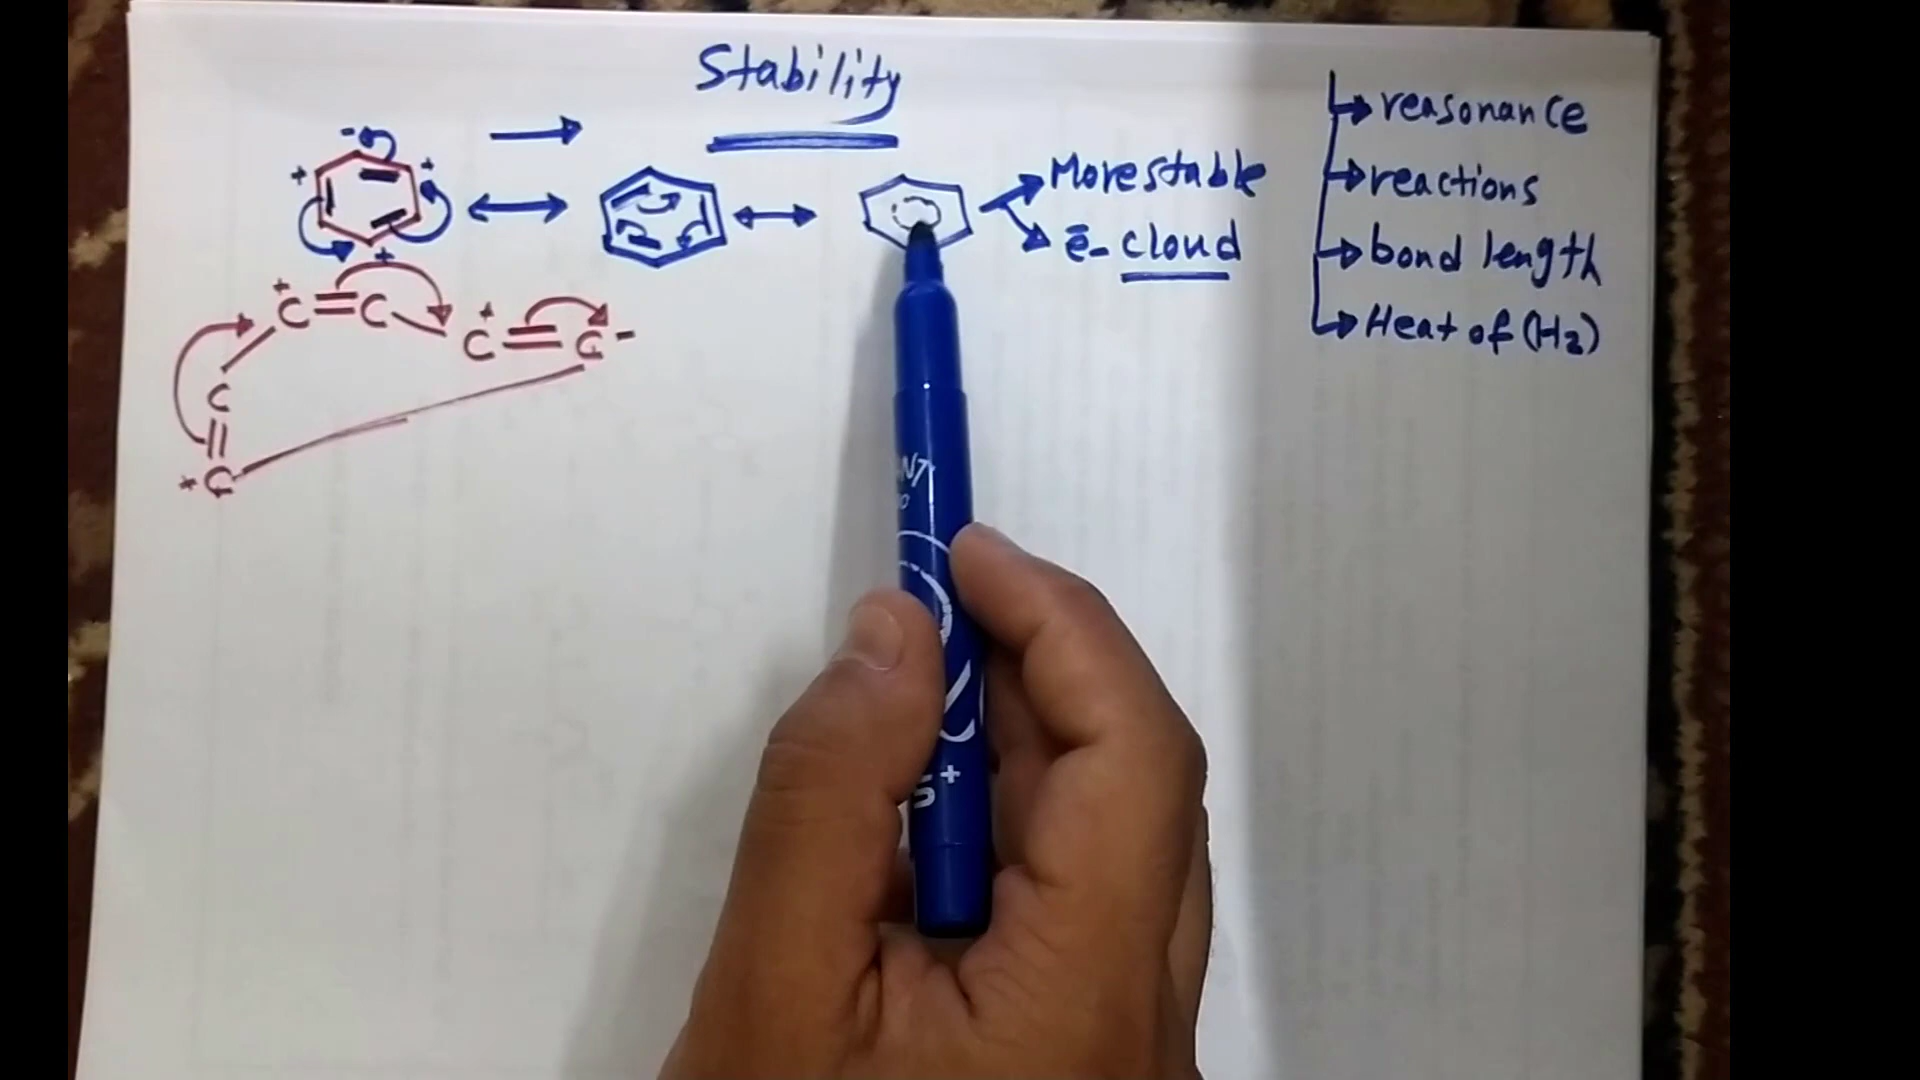 Stability
reasonance
reactions
bond length
Heat of (H2)
More stable
ē- cloud
- + + +
+C=C C+=C-
C
*C